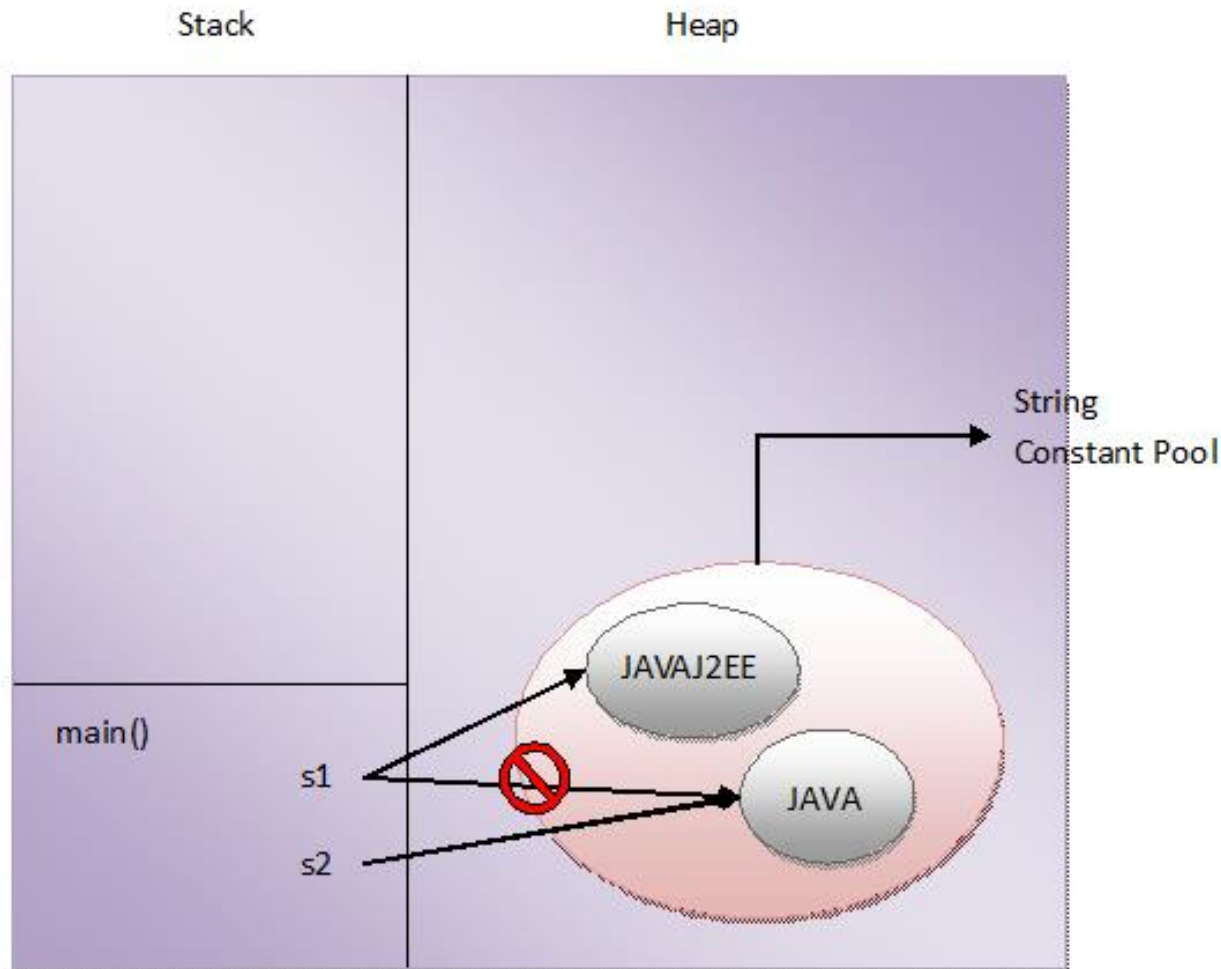 Stack
Heap
String
Constant Pool
JAVAJ2EE
main()
s1
JAVA
s2